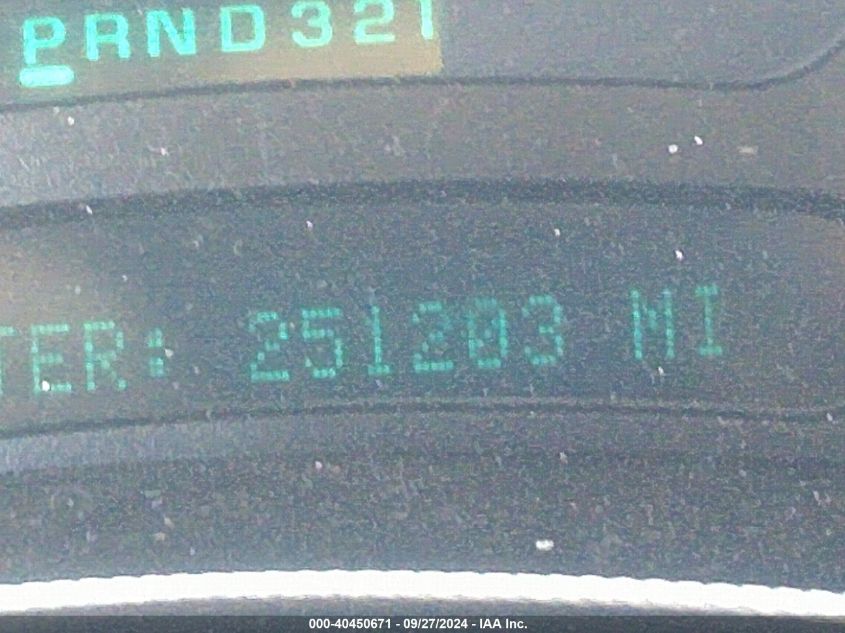 PRND321
TER: 251203 MI
000-40450671 - 09/27/2024 - IAA Inc.